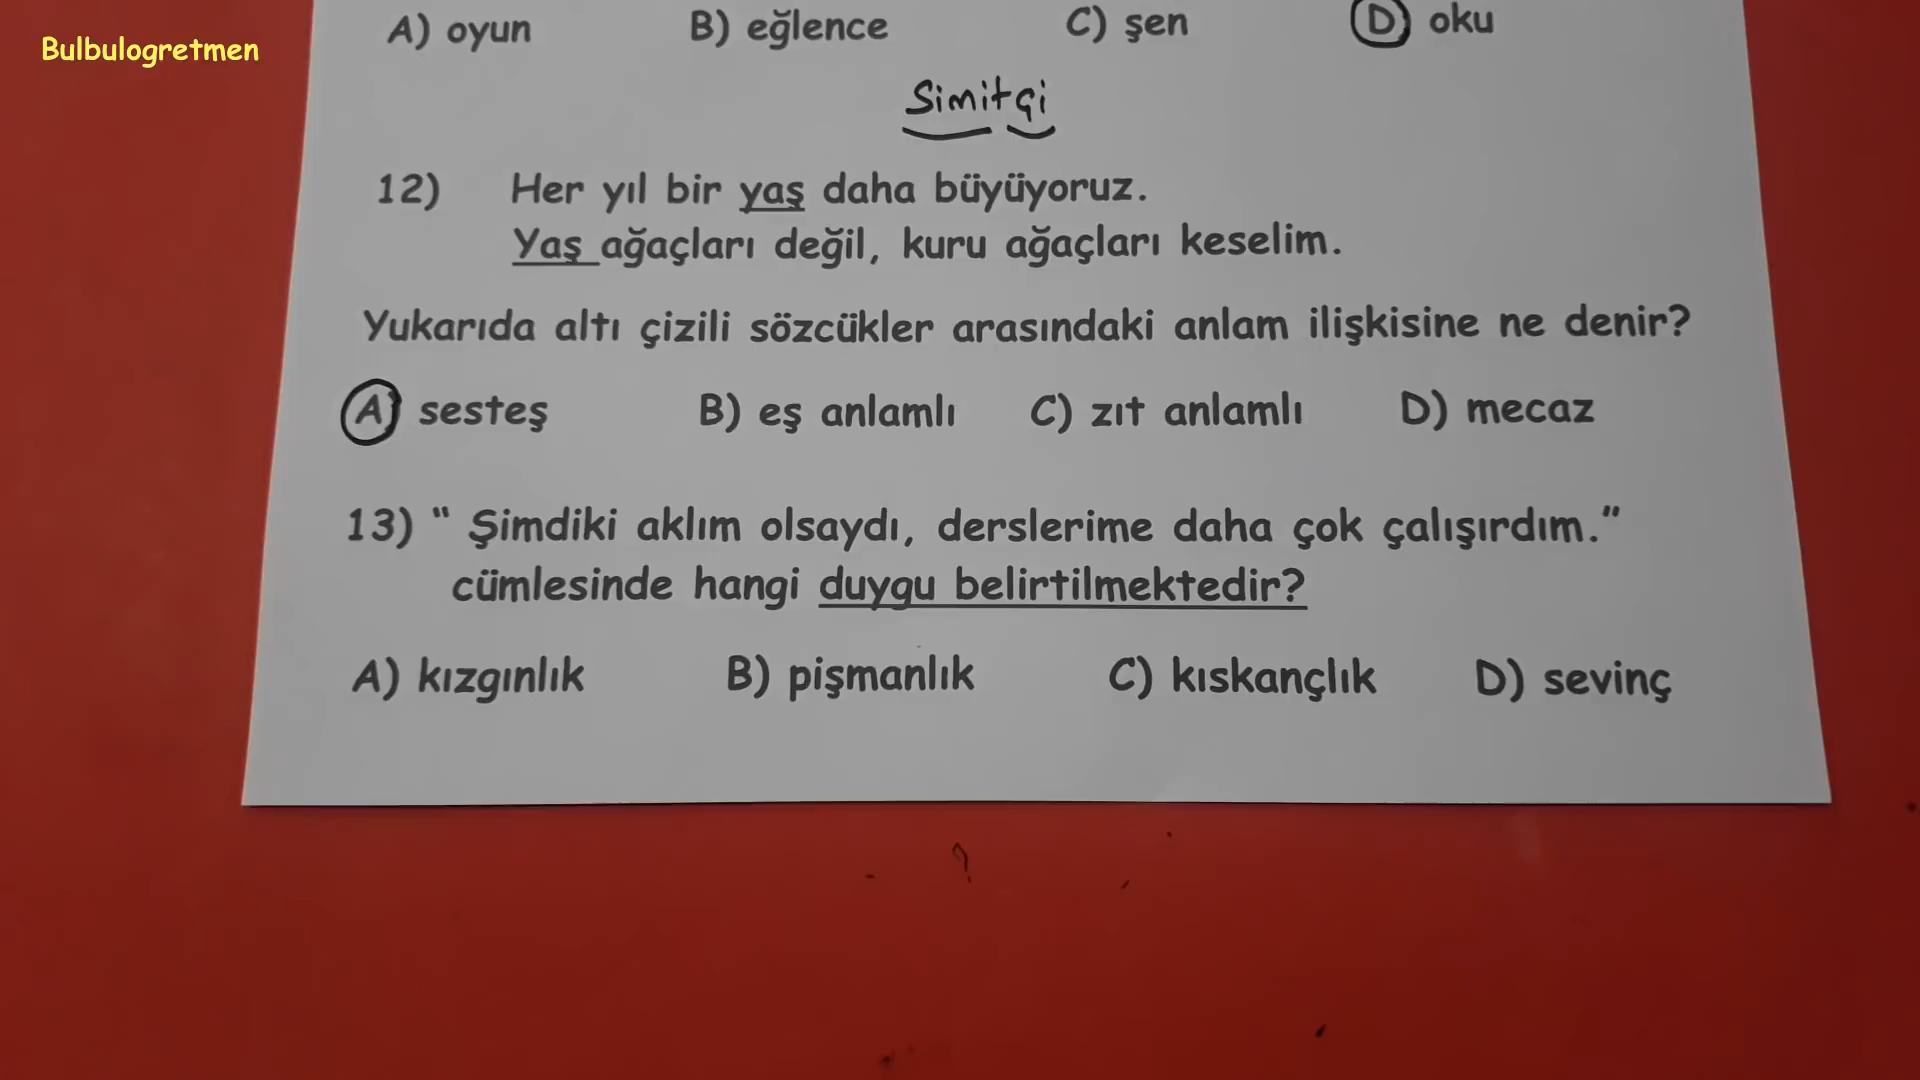 Bulbulogretmen
A) oyun B) eğlence C) şen D) oku
Simitçi
12) Her yıl bir yaş daha büyüyoruz.
Yaş ağaçları değil, kuru ağaçları keselim.
Yukarıda altı çizili sözcükler arasındaki anlam ilişkisine ne denir?
A) sesteş B) eş anlamlı C) zıt anlamlı D) mecaz
13) " Şimdiki aklım olsaydı, derslerime daha çok çalışırdım."
cümlesinde hangi duygu belirtilmektedir?
A) kızgınlık B) pişmanlık C) kıskançlık D) sevinç